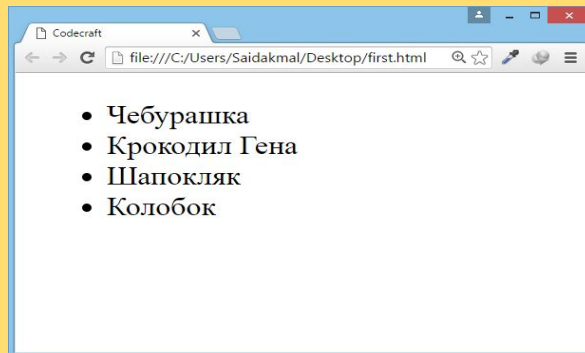 Codecraft
file:///C:/Users/Saidakmal/Desktop/first.html
Чебурашка
Крокодил Гена
Шапокляк
Колобок